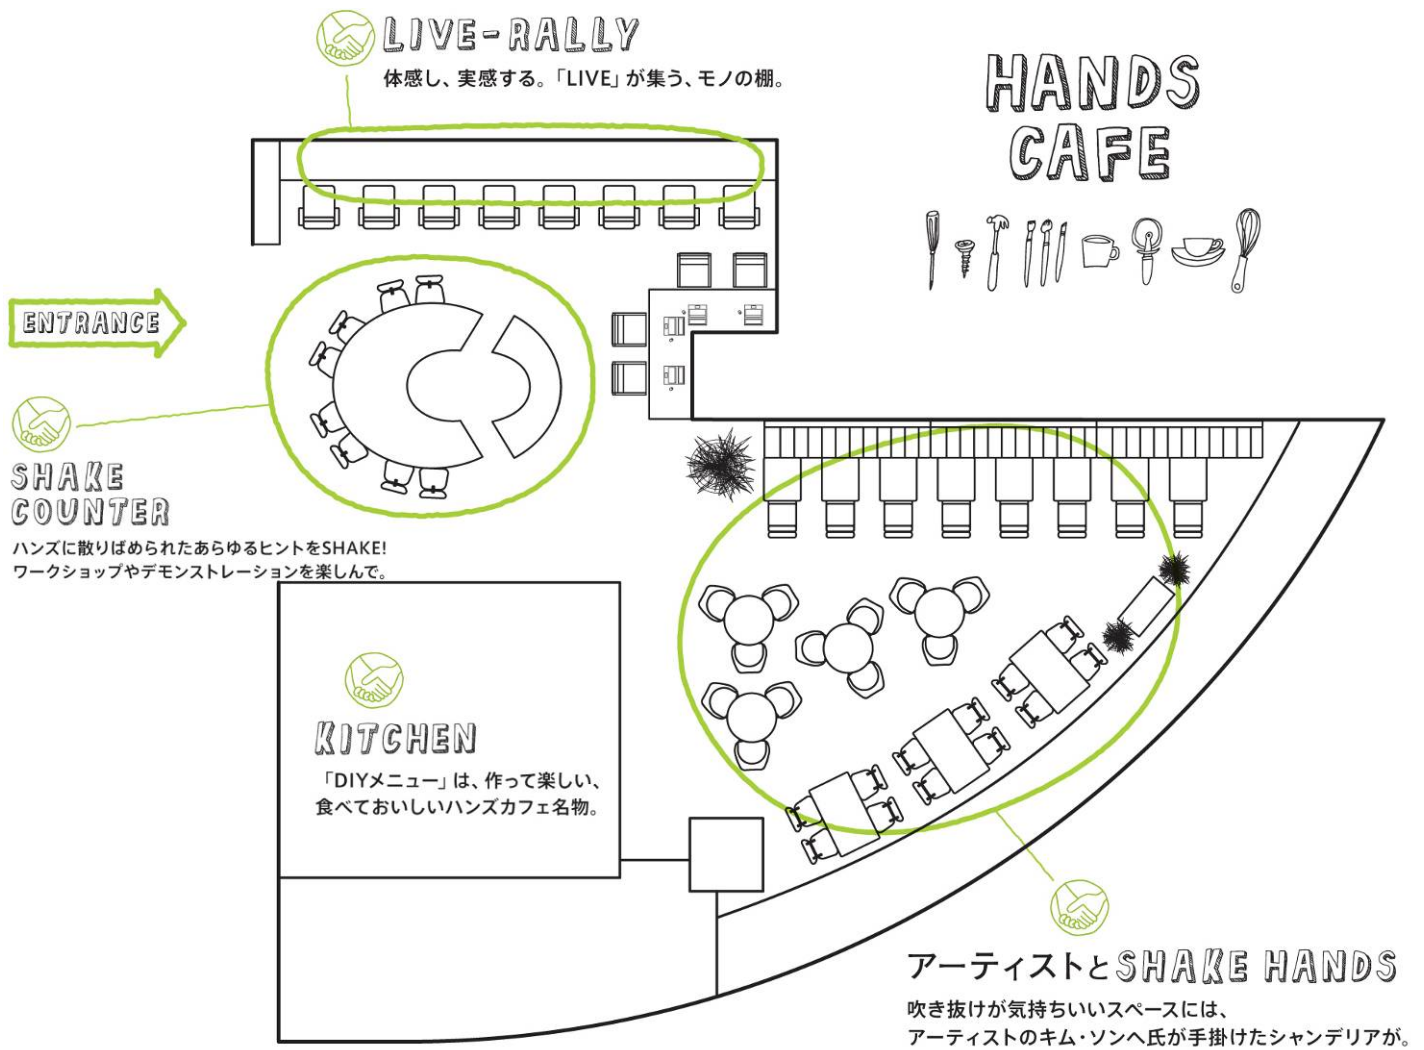 LIVE-RALLY
体感し、実感する。「LIVE」が集う、モノの棚。
HANDS
CAFE
ENTRANCE
SHAKE
COUNTER
ハンズに散りばめられたあらゆるヒントをSHAKE!
ワークショップやデモンストレーションを楽しんで。
KITCHEN
「DIYメニュー」は、作って楽しい、
食べておいしいハンズカフェ名物。
アーティストとSHAKE HANDS
吹き抜けが気持ちいいスペースには、
アーティストのキム・ソンヘ氏が手掛けたシャンデリアが。